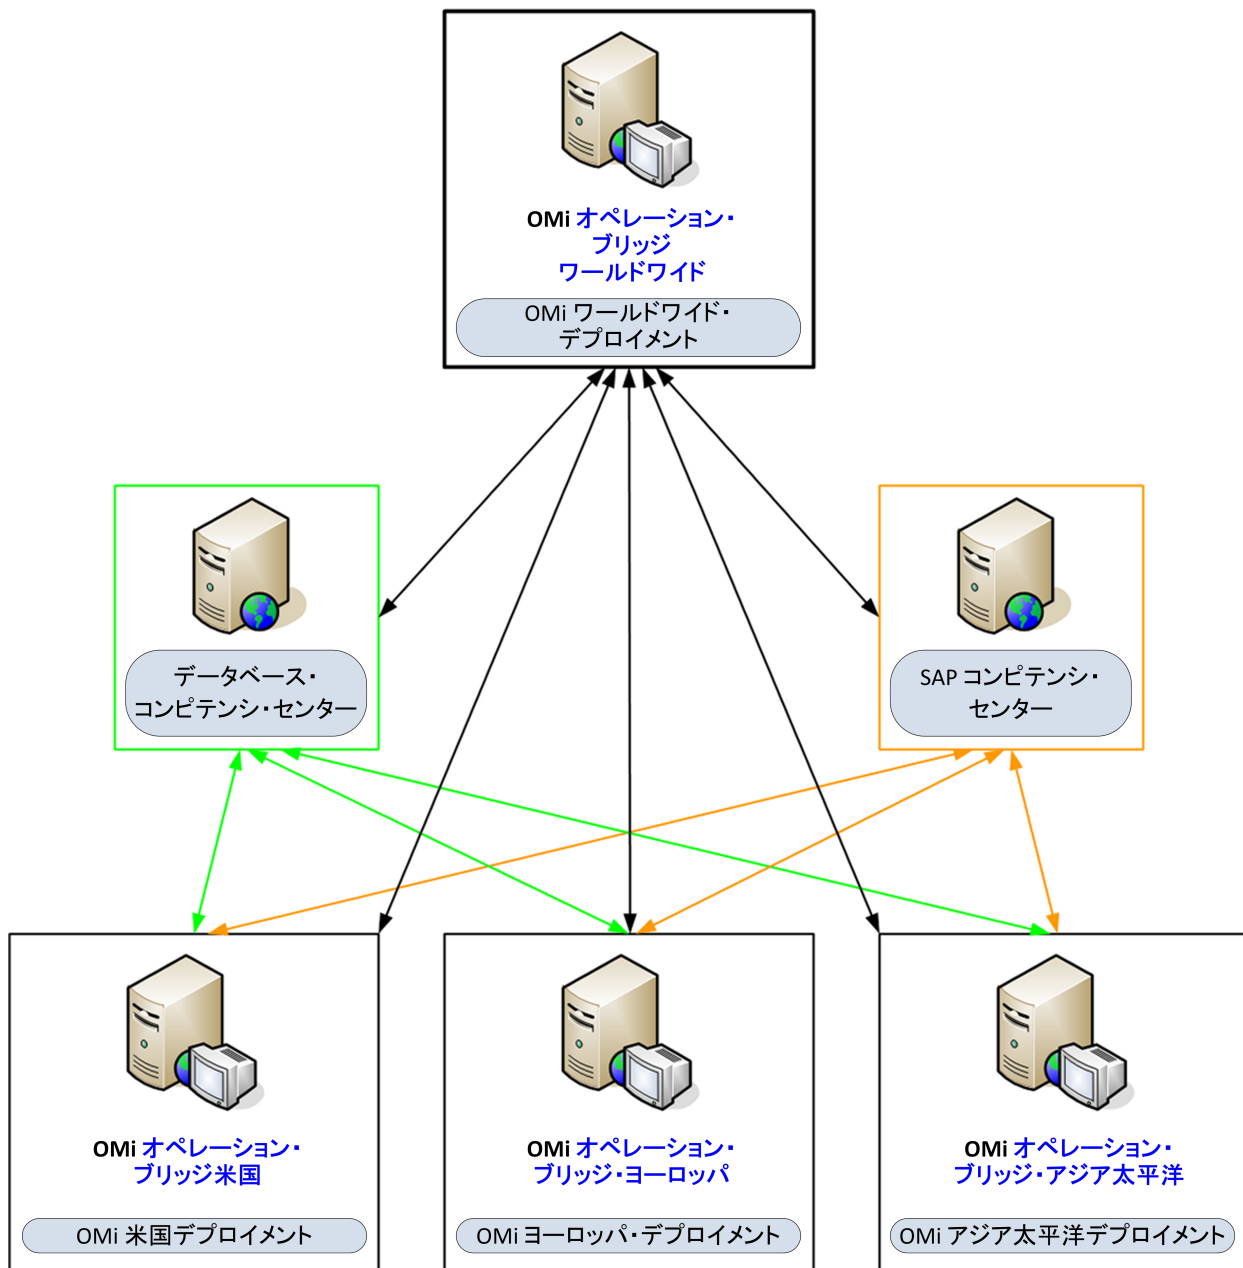 OMi オペレーション・
ブリッジ
ワールドワイド
OMi ワールドワイド・
デプロイメント
データベース・
コンピテンシ・センター
SAP コンピテンシ・
センター
OMi オペレーション・
ブリッジ米国
OMi 米国デプロイメント
OMi オペレーション・
ブリッジ・ヨーロッパ
OMi ヨーロッパ・デプロイメント
OMi オペレーション・
ブリッジ・アジア太平洋
OMi アジア太平洋デプロイメント